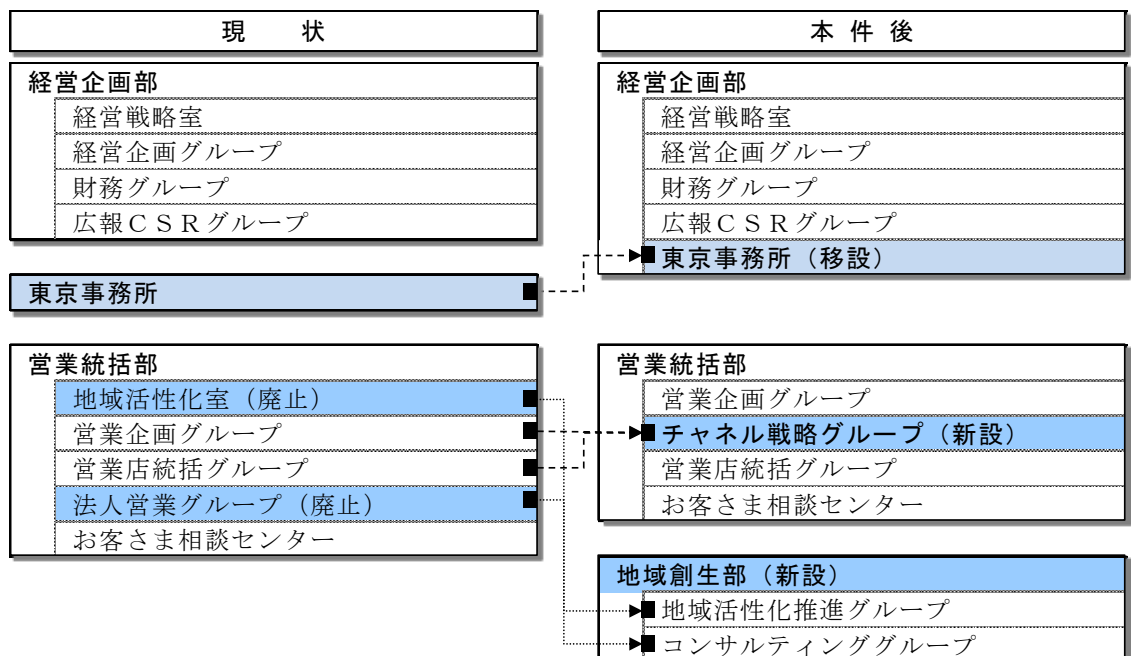 現　状
経営企画部
経営戦略室
経営企画グループ
財務グループ
広報ＣＳＲグループ
東京事務所
営業統括部
地域活性化室（廃止）
営業企画グループ
営業店統括グループ
法人営業グループ（廃止）
お客さま相談センター
本 件 後
経営企画部
経営戦略室
経営企画グループ
財務グループ
広報ＣＳＲグループ
東京事務所（移設）
営業統括部
営業企画グループ
チャネル戦略グループ（新設）
営業店統括グループ
お客さま相談センター
地域創生部（新設）
地域活性化推進グループ
コンサルティンググループ